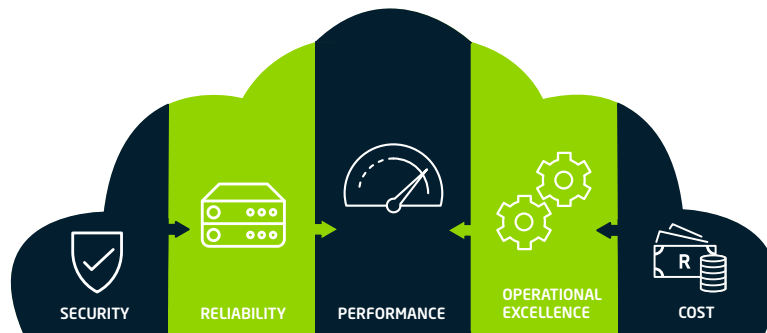 SECURITY
RELIABILITY
PERFORMANCE
OPERATIONAL
EXCELLENCE
R
COST